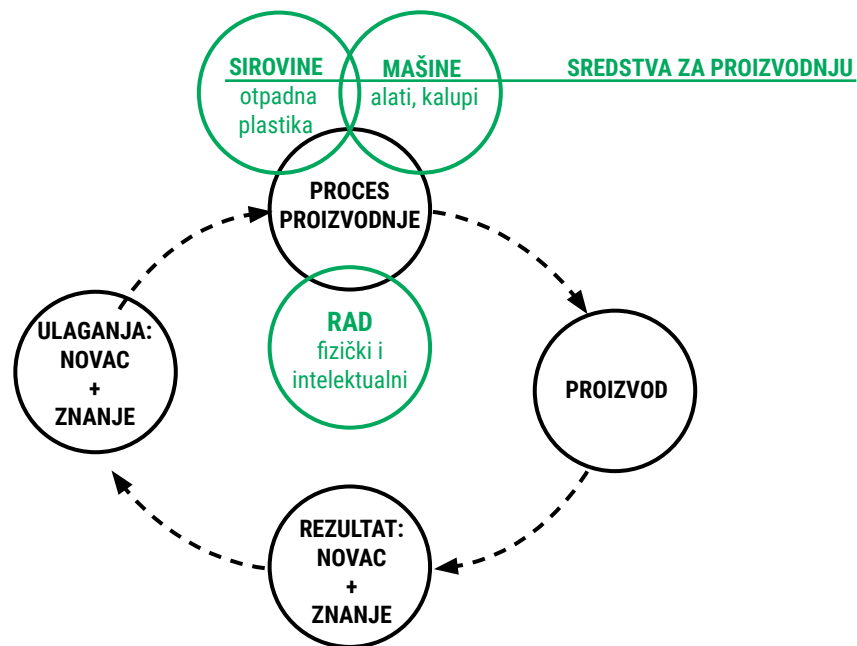 SIROVINE
otpadna
plastika
MAŠINE
alati, kalupi
SREDSTVA ZA PROIZVODNJU
PROCES
PROIZVODNJE
RAD
fizički i
intelektualni
ULAGANJA:
NOVAC
+
ZNANJE
PROIZVOD
REZULTAT:
NOVAC
+
ZNANJE